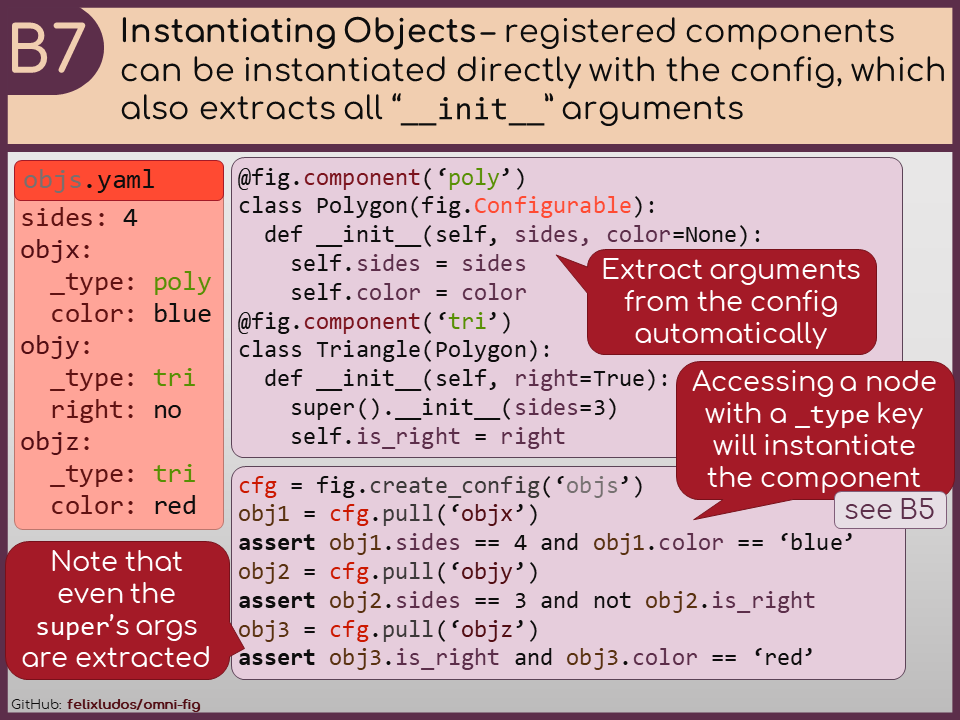 B7
Instantiating Objects – registered components
can be instantiated directly with the config, which
also extracts all “__init__” arguments
objs.yaml
sides: 4
objx:
  _type: poly
  color: blue
objy:
  _type: tri
  right: no
objz:
  _type: tri
  color: red
@fig.component(‘poly’)
class Polygon(fig.Configurable):
  def __init__(self, sides, color=None):
    self.sides = sides
    self.color = color
@fig.component(‘tri’)
class Triangle(Polygon):
  def __init__(self, right=True):
    super().__init__(sides=3)
    self.is_right = right
Extract arguments
from the config
automatically
Accessing a node
with a _type key
will instantiate
the component
see B5
cfg = fig.create_config(‘objs’)
obj1 = cfg.pull(‘objx’)
assert obj1.sides == 4 and obj1.color == ‘blue’
obj2 = cfg.pull(‘objy’)
assert obj2.sides == 3 and not obj2.is_right
obj3 = cfg.pull(‘objz’)
assert obj3.is_right and obj3.color == ‘red’
Note that
even the
super’s args
are extracted
GitHub: felixludos/omni-fig